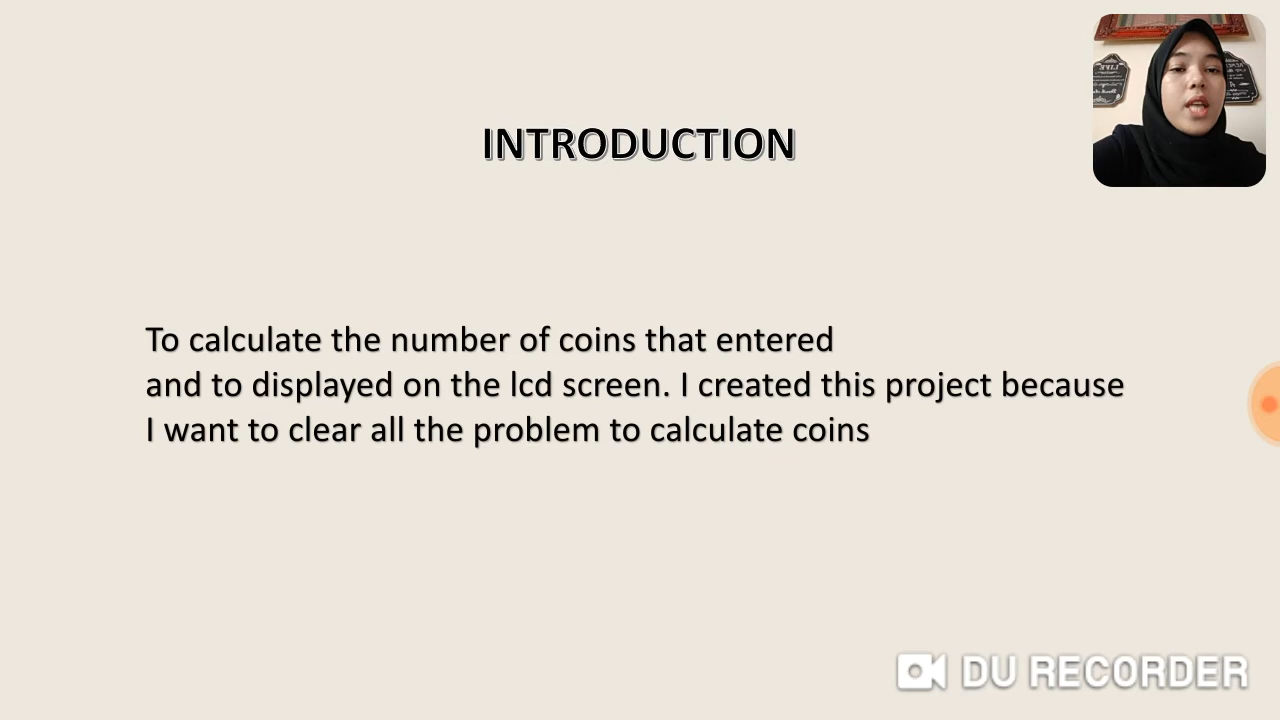 INTRODUCTION
To calculate the number of coins that entered
and to displayed on the lcd screen. I created this project because
I want to clear all the problem to calculate coins
DU RECORDER